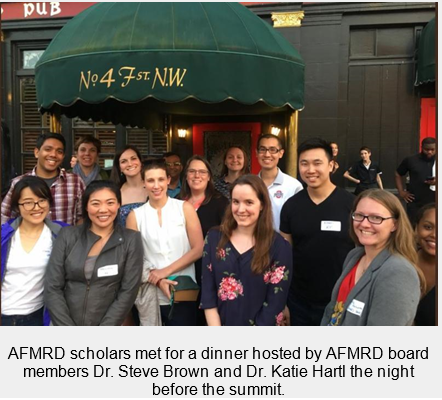 PUB
No 4 F ST. N.W.
AFMRD scholars met for a dinner hosted by AFMRD board
members Dr. Steve Brown and Dr. Katie Hartl the night
before the summit.